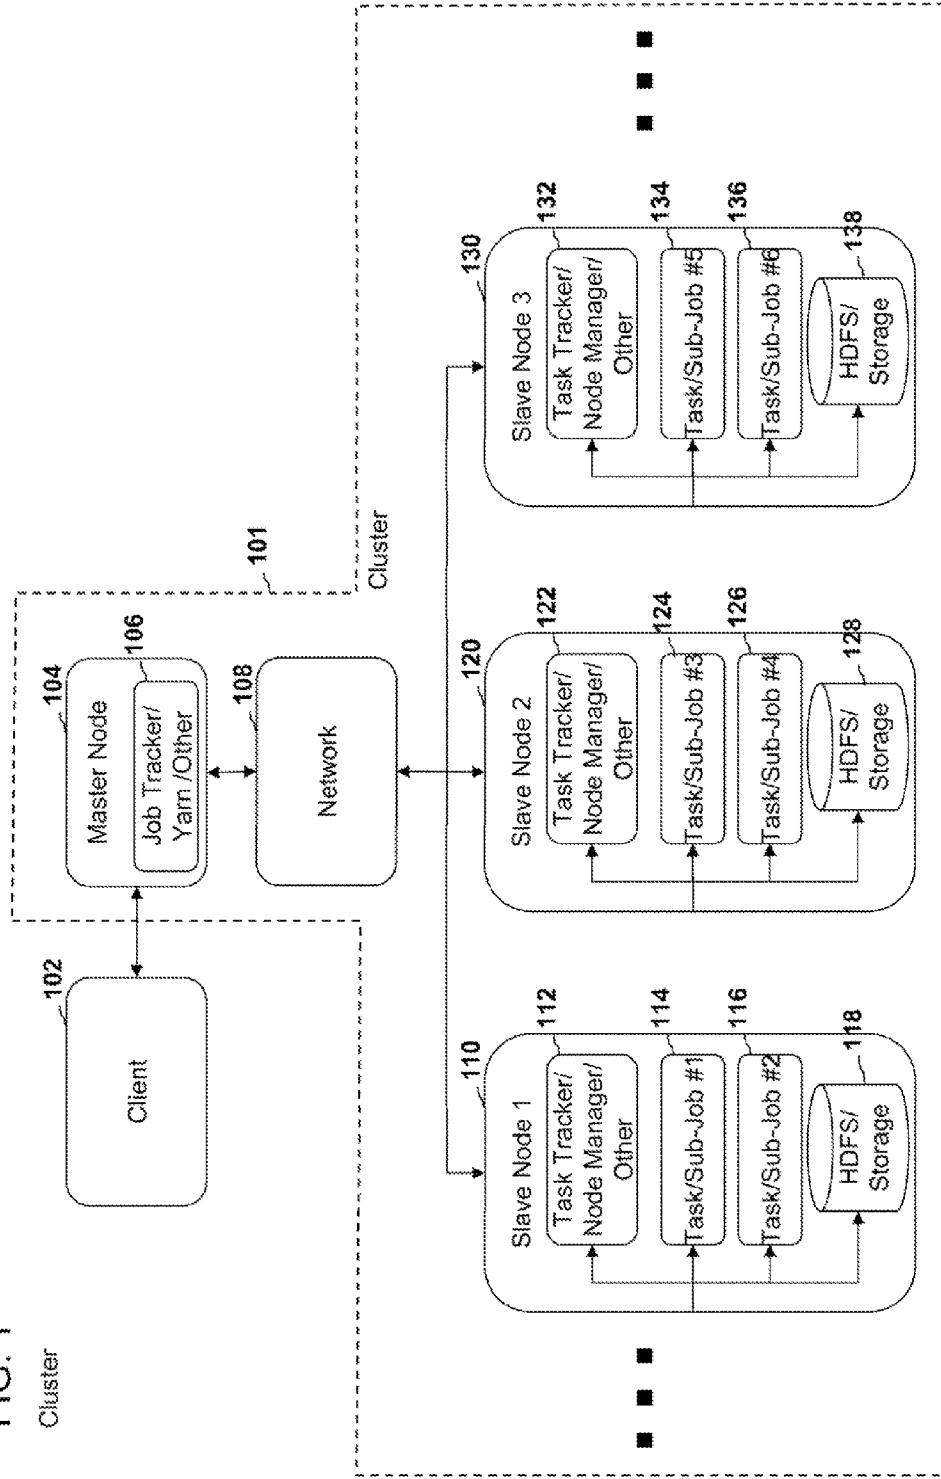 FIG. 1
Cluster
102
Client
104
Master Node
106
Job Tracker/
Yarn /Other
108
Network
101
Cluster
110
Slave Node 1
112
Task Tracker/
Node Manager/
Other
114
Task/Sub-Job #1
116
Task/Sub-Job #2
118
HDFS/
Storage
120
Slave Node 2
122
Task Tracker/
Node Manager/
Other
124
Task/Sub-Job #3
126
Task/Sub-Job #4
128
HDFS/
Storage
130
Slave Node 3
132
Task Tracker/
Node Manager/
Other
134
Task/Sub-Job #5
136
Task/Sub-Job #6
138
HDFS/
Storage